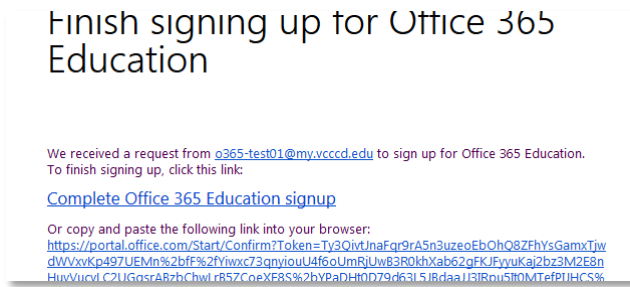 Finish signing up for Office 365
Education
We received a request from o365-test01@my.vcccd.edu to sign up for Office 365 Education.
To finish signing up, click this link:
Complete Office 365 Education signup
Or copy and paste the following link into your browser:
https://portal.office.com/Start/Confirm?Token=Ty3QivtJnaFqr9rA5n3uzeoEbOhQ8ZFhYsGamxTjw
dWVxvKp497UEMn%2bfF%2fYiwxc73qnyiouU4f6oUmRjUwB3R0khXab62gFKJFyyuKaj2bz3M2E8n